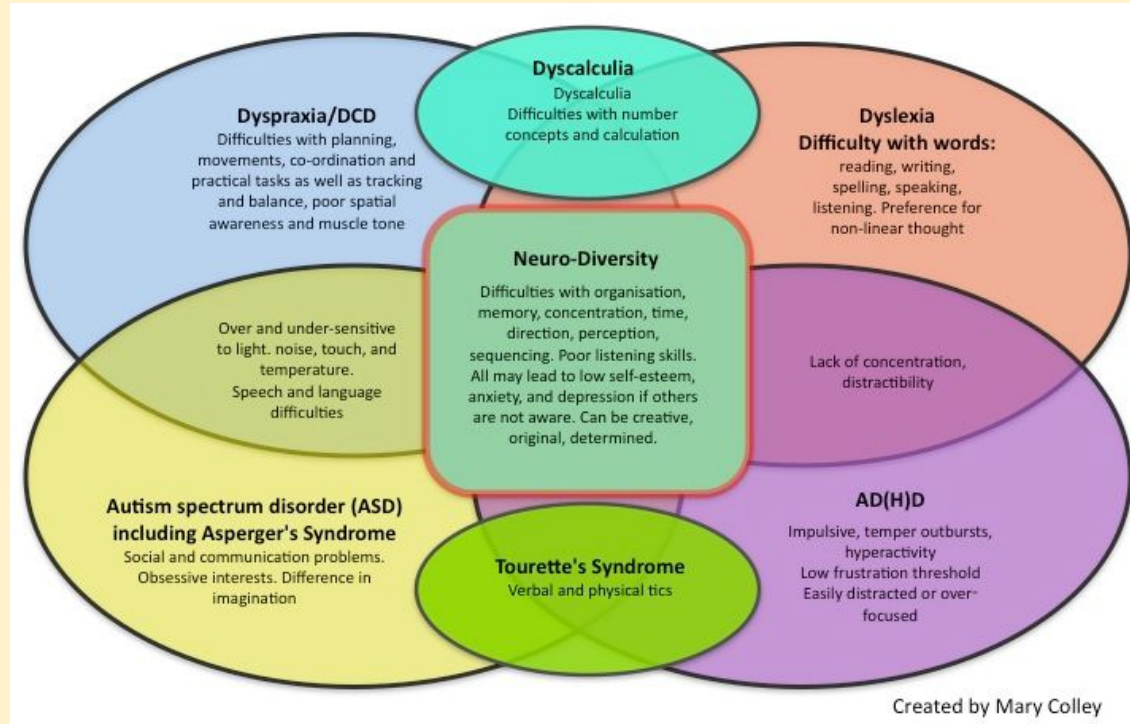 Dyscalculia
Dyscalculia
Difficulties with number
concepts and calculation
Dyspraxia/DCD
Difficulties with planning,
movements, co-ordination and
practical tasks as well as tracking
and balance, poor spatial
awareness and muscle tone
Dyslexia
Difficulty with words:
reading, writing,
spelling, speaking,
listening. Preference for
non-linear thought
Neuro-Diversity
Difficulties with organisation,
memory, concentration, time,
direction, perception,
sequencing. Poor listening skills.
All may lead to low self-esteem,
anxiety, and depression if others
are not aware. Can be creative,
original, determined.
Over and under-sensitive
to light. noise, touch, and
temperature.
Speech and language
difficulties
Lack of concentration,
distractibility
Autism spectrum disorder (ASD)
including Asperger's Syndrome
Social and communication problems.
Obsessive interests. Difference in
imagination
Tourette's Syndrome
Verbal and physical tics
AD(H)D
Impulsive, temper outbursts,
hyperactivity
Low frustration threshold
Easily distracted or over-
focused
Created by Mary Colley